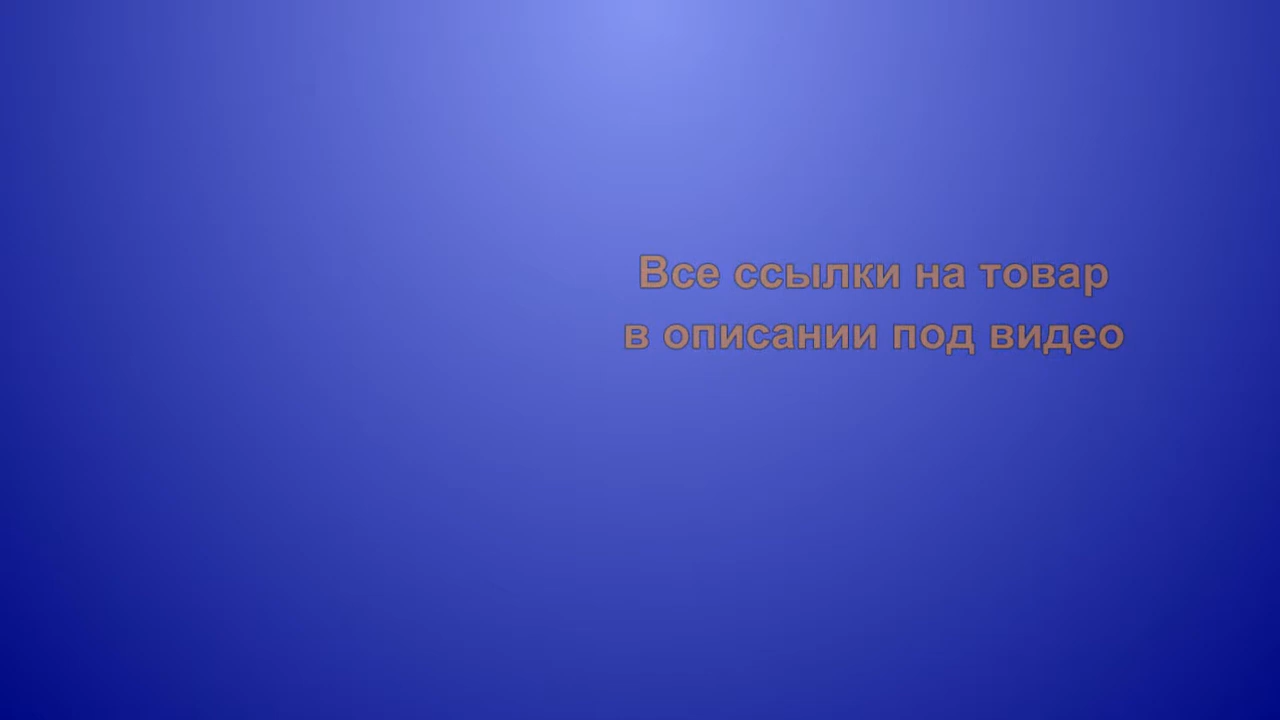 Все ссылки на товар
в описании под видео